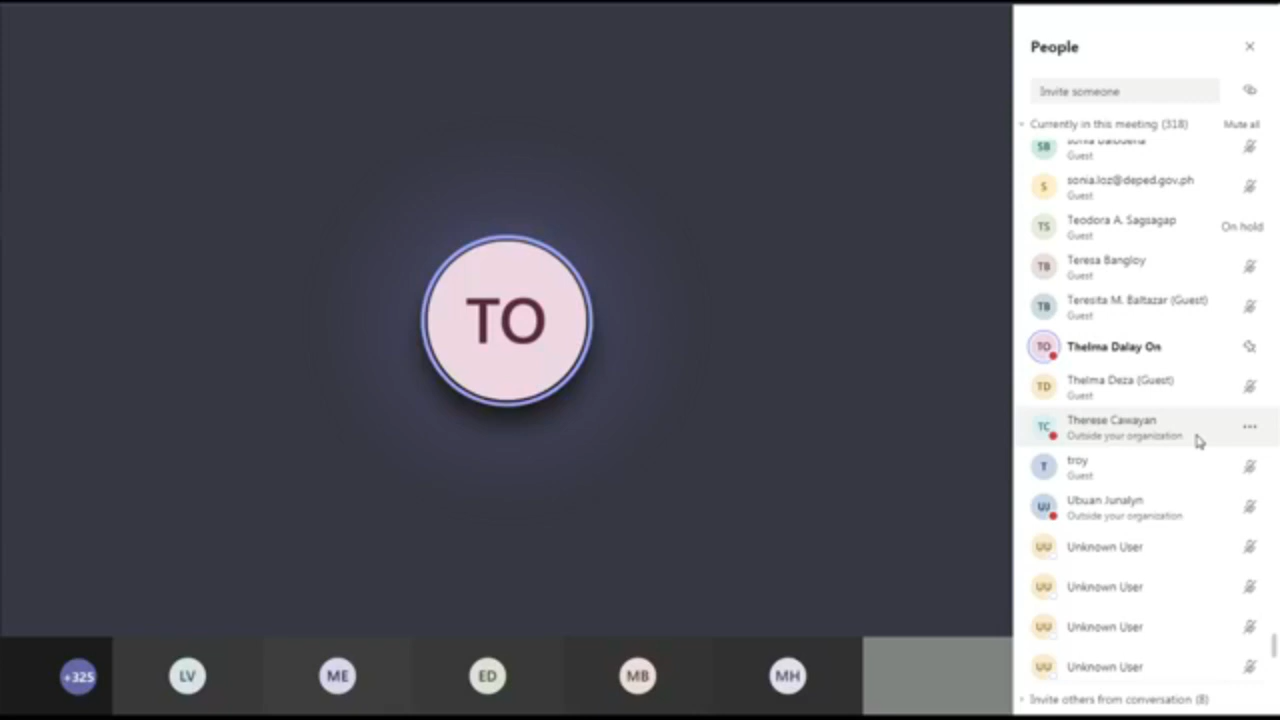 People
Invite someone
Currently in this meeting (318)
Mute all
SB
Guest
S
sonia.loz@deped.gov.ph
Guest
TS
Teodora A. Sagsagap
Guest
On hold
TB
Teresa Bangloy
Guest
TB
Teresita M. Baltazar (Guest)
Guest
TO
Thelma Dalay On
TD
Thelma Deza (Guest)
Guest
TC
Therese Cawayan
Outside your organization
T
troy
Guest
UJ
Ubuan Junalyn
Outside your organization
UU
Unknown User
UU
Unknown User
UU
Unknown User
UU
Unknown User
Invite others from conversation (8)
TO
+325
LV
ME
ED
MB
MH